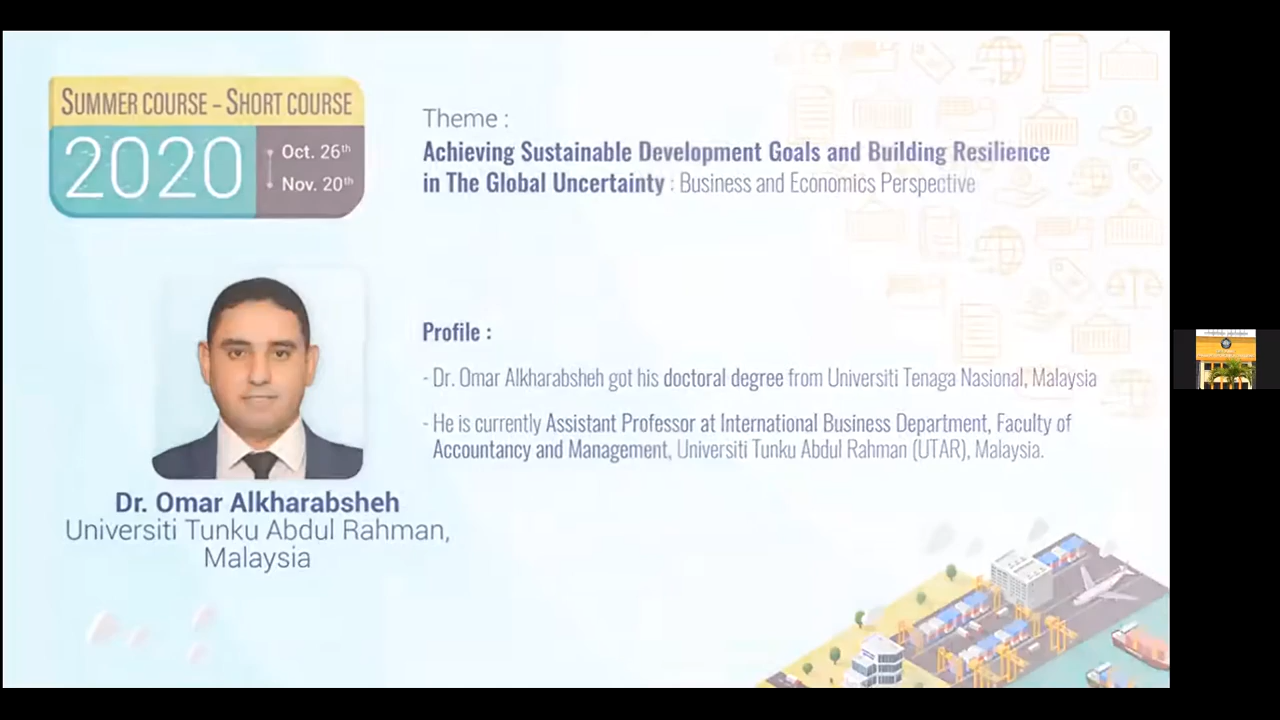 SUMMER COURSE – SHORT COURSE
2020
Oct. 26th
Nov. 20th
Theme :
Achieving Sustainable Development Goals and Building Resilience
in The Global Uncertainty : Business and Economics Perspective
Profile :
- Dr. Omar Alkharabsheh got his doctoral degree from Universiti Tenaga Nasional, Malaysia
- He is currently Assistant Professor at International Business Department, Faculty of
Accountancy and Management, Universiti Tunku Abdul Rahman (UTAR), Malaysia.
Dr. Omar Alkharabsheh
Universiti Tunku Abdul Rahman,
Malaysia